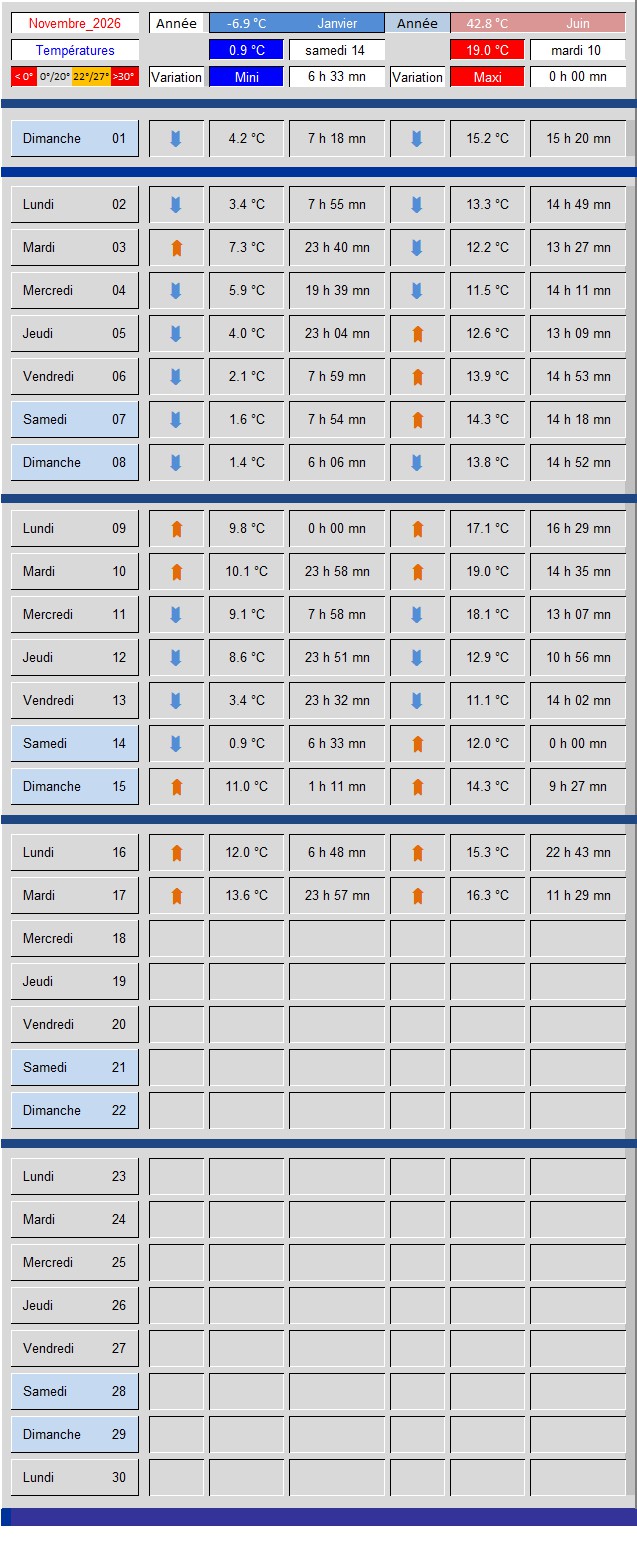 Novembre_2026 Année -6.9 °C Janvier Année 42.8 °C Juin
Températures 0.9 °C samedi 14 19.0 °C mardi 10
< 0° 0°/20° 22°/27° >30° Variation Mini 6 h 33 mn Variation Maxi 0 h 00 mn
Dimanche 01 4.2 °C 7 h 18 mn 15.2 °C 15 h 20 mn
Lundi 02 3.4 °C 7 h 55 mn 13.3 °C 14 h 49 mn
Mardi 03 7.3 °C 23 h 40 mn 12.2 °C 13 h 27 mn
Mercredi 04 5.9 °C 19 h 39 mn 11.5 °C 14 h 11 mn
Jeudi 05 4.0 °C 23 h 04 mn 12.6 °C 13 h 09 mn
Vendredi 06 2.1 °C 7 h 59 mn 13.9 °C 14 h 53 mn
Samedi 07 1.6 °C 7 h 54 mn 14.3 °C 14 h 18 mn
Dimanche 08 1.4 °C 6 h 06 mn 13.8 °C 14 h 52 mn
Lundi 09 9.8 °C 0 h 00 mn 17.1 °C 16 h 29 mn
Mardi 10 10.1 °C 23 h 58 mn 19.0 °C 14 h 35 mn
Mercredi 11 9.1 °C 7 h 58 mn 18.1 °C 13 h 07 mn
Jeudi 12 8.6 °C 23 h 51 mn 12.9 °C 10 h 56 mn
Vendredi 13 3.4 °C 23 h 32 mn 11.1 °C 14 h 02 mn
Samedi 14 0.9 °C 6 h 33 mn 12.0 °C 0 h 00 mn
Dimanche 15 11.0 °C 1 h 11 mn 14.3 °C 9 h 27 mn
Lundi 16 12.0 °C 6 h 48 mn 15.3 °C 22 h 43 mn
Mardi 17 13.6 °C 23 h 57 mn 16.3 °C 11 h 29 mn
Mercredi 18
Jeudi 19
Vendredi 20
Samedi 21
Dimanche 22
Lundi 23
Mardi 24
Mercredi 25
Jeudi 26
Vendredi 27
Samedi 28
Dimanche 29
Lundi 30